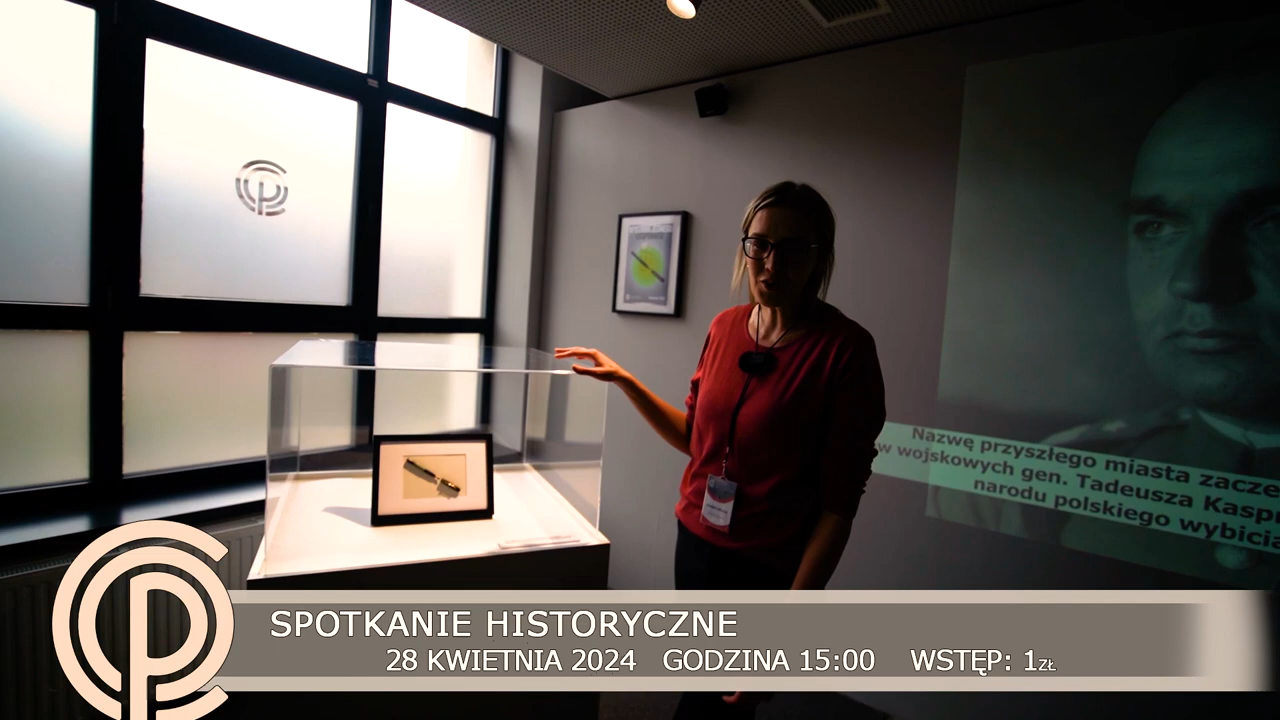 Nazwę przyszłego miasta zacze
w wojskowych gen. Tadeusza Kaspr
narodu polskiego wybicia
SPOTKANIE HISTORYCZNE
28 KWIETNIA 2024 GODZINA 15:00 WSTĘP: 1ZŁ